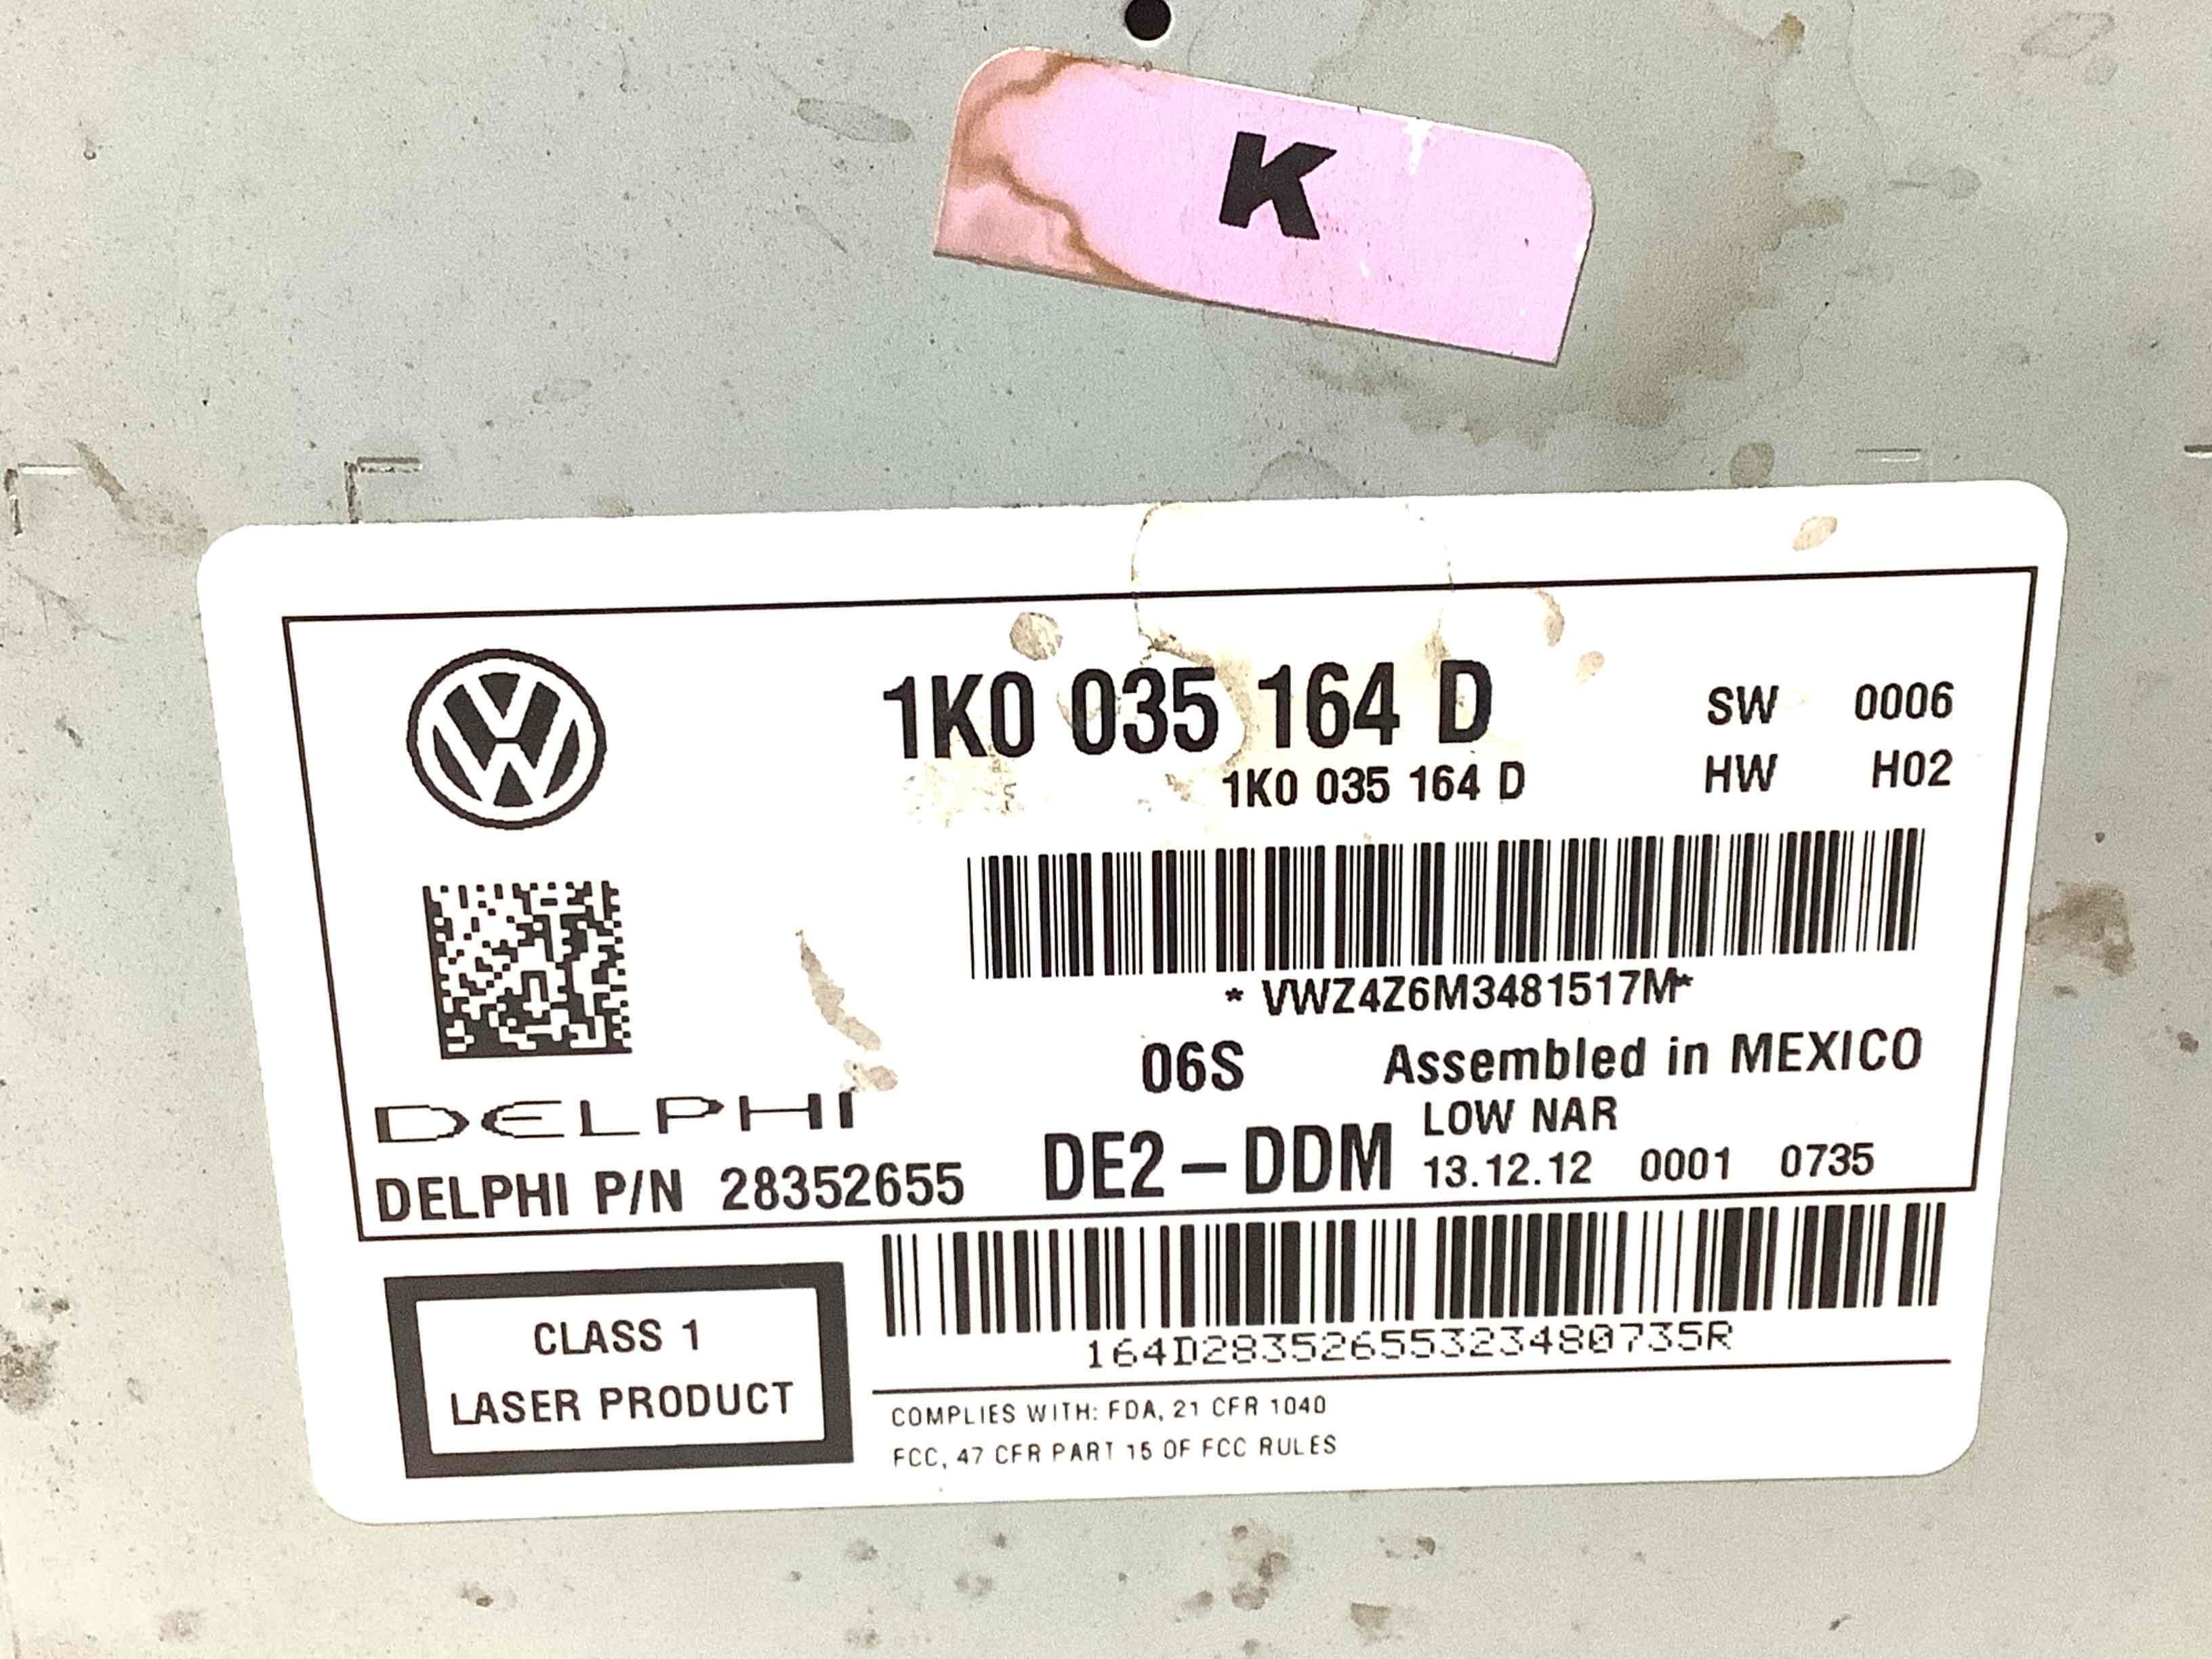 K
1K0 035 164 D
SW 0006
1K0 035 164 D
HW H02
* VWZ4Z6M3481517M*
06S Assembled in MEXICO
DELPHI
LOW NAR
DELPHI P/N 28352655 DE2-DDM 13.12.12 0001 0735
164D2835265532348 0735R
CLASS 1
LASER PRODUCT
COMPLIES WITH: FDA, 21 CFR 1040
FCC, 47 CFR PART 15 OF FCC RULES